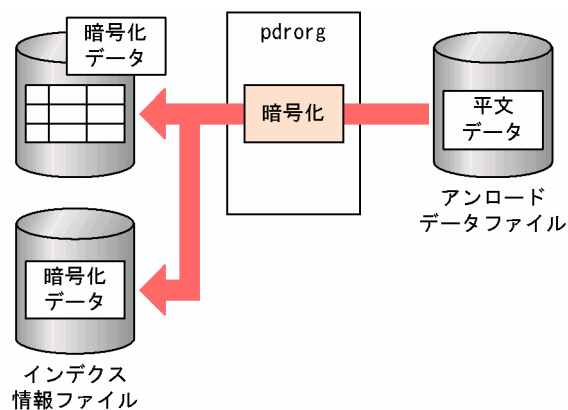 暗号化
データ
pdrorg
暗号化
平文
データ
アンロード
データファイル
暗号化
データ
インデクス
情報ファイル